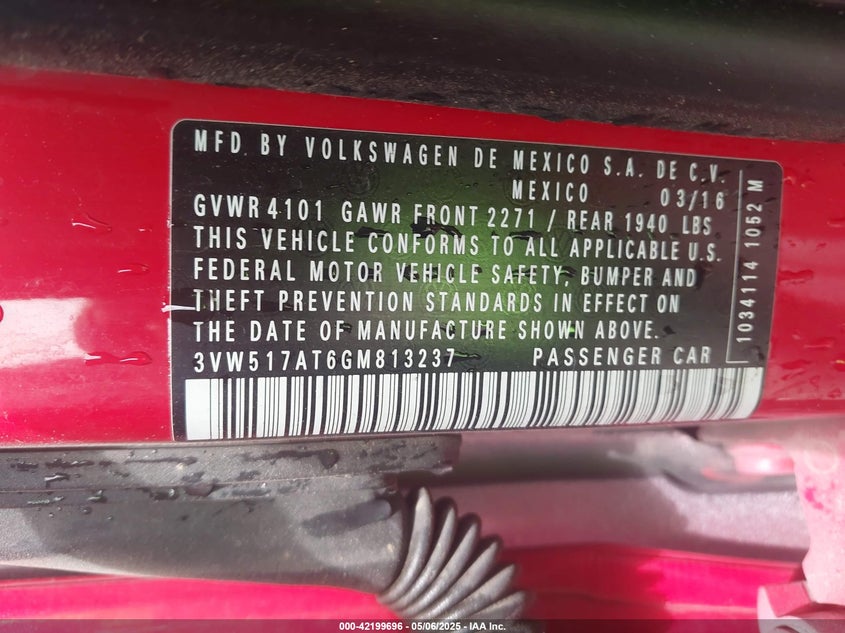 MFD BY VOLKSWAGEN DE MEXICO S.A. DE C.V.
MEXICO 03/16
GVWR 4101 GAWR FRONT 2271 / REAR 1940 LBS
THIS VEHICLE CONFORMS TO ALL APPLICABLE U.S.
FEDERAL MOTOR VEHICLE SAFETY, BUMPER AND
THEFT PREVENTION STANDARDS IN EFFECT ON
THE DATE OF MANUFACTURE SHOWN ABOVE.
3VW517AT6GM813237 PASSENGER CAR
1034114 1052 M
000-42199696 - 05/06/2025 - IAA Inc.